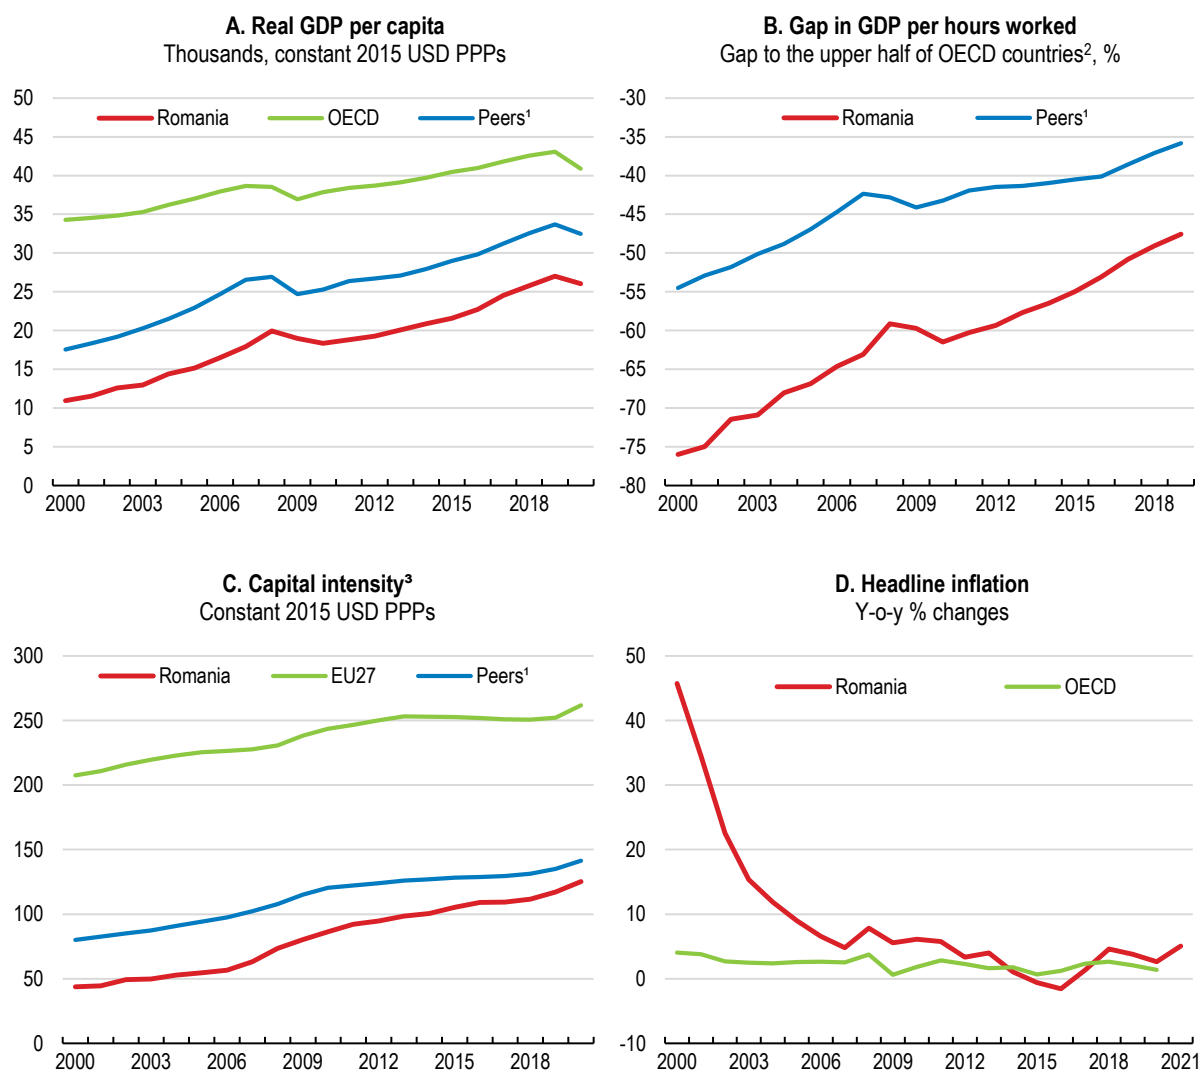 A. Real GDP per capita
Thousands, constant 2015 USD PPPs
Romania OECD Peers¹
50
45
40
35
30
25
20
15
10
5
0
2000 2003 2006 2009 2012 2015 2018
B. Gap in GDP per hours worked
Gap to the upper half of OECD countries², %
Romania Peers¹
-30
-35
-40
-45
-50
-55
-60
-65
-70
-75
-80
2000 2003 2006 2009 2012 2015 2018
C. Capital intensity³
Constant 2015 USD PPPs
Romania EU27 Peers¹
300
250
200
150
100
50
0
2000 2003 2006 2009 2012 2015 2018
D. Headline inflation
Y-o-y % changes
Romania OECD
50
40
30
20
10
0
-10
2000 2003 2006 2009 2012 2015 2018 2021